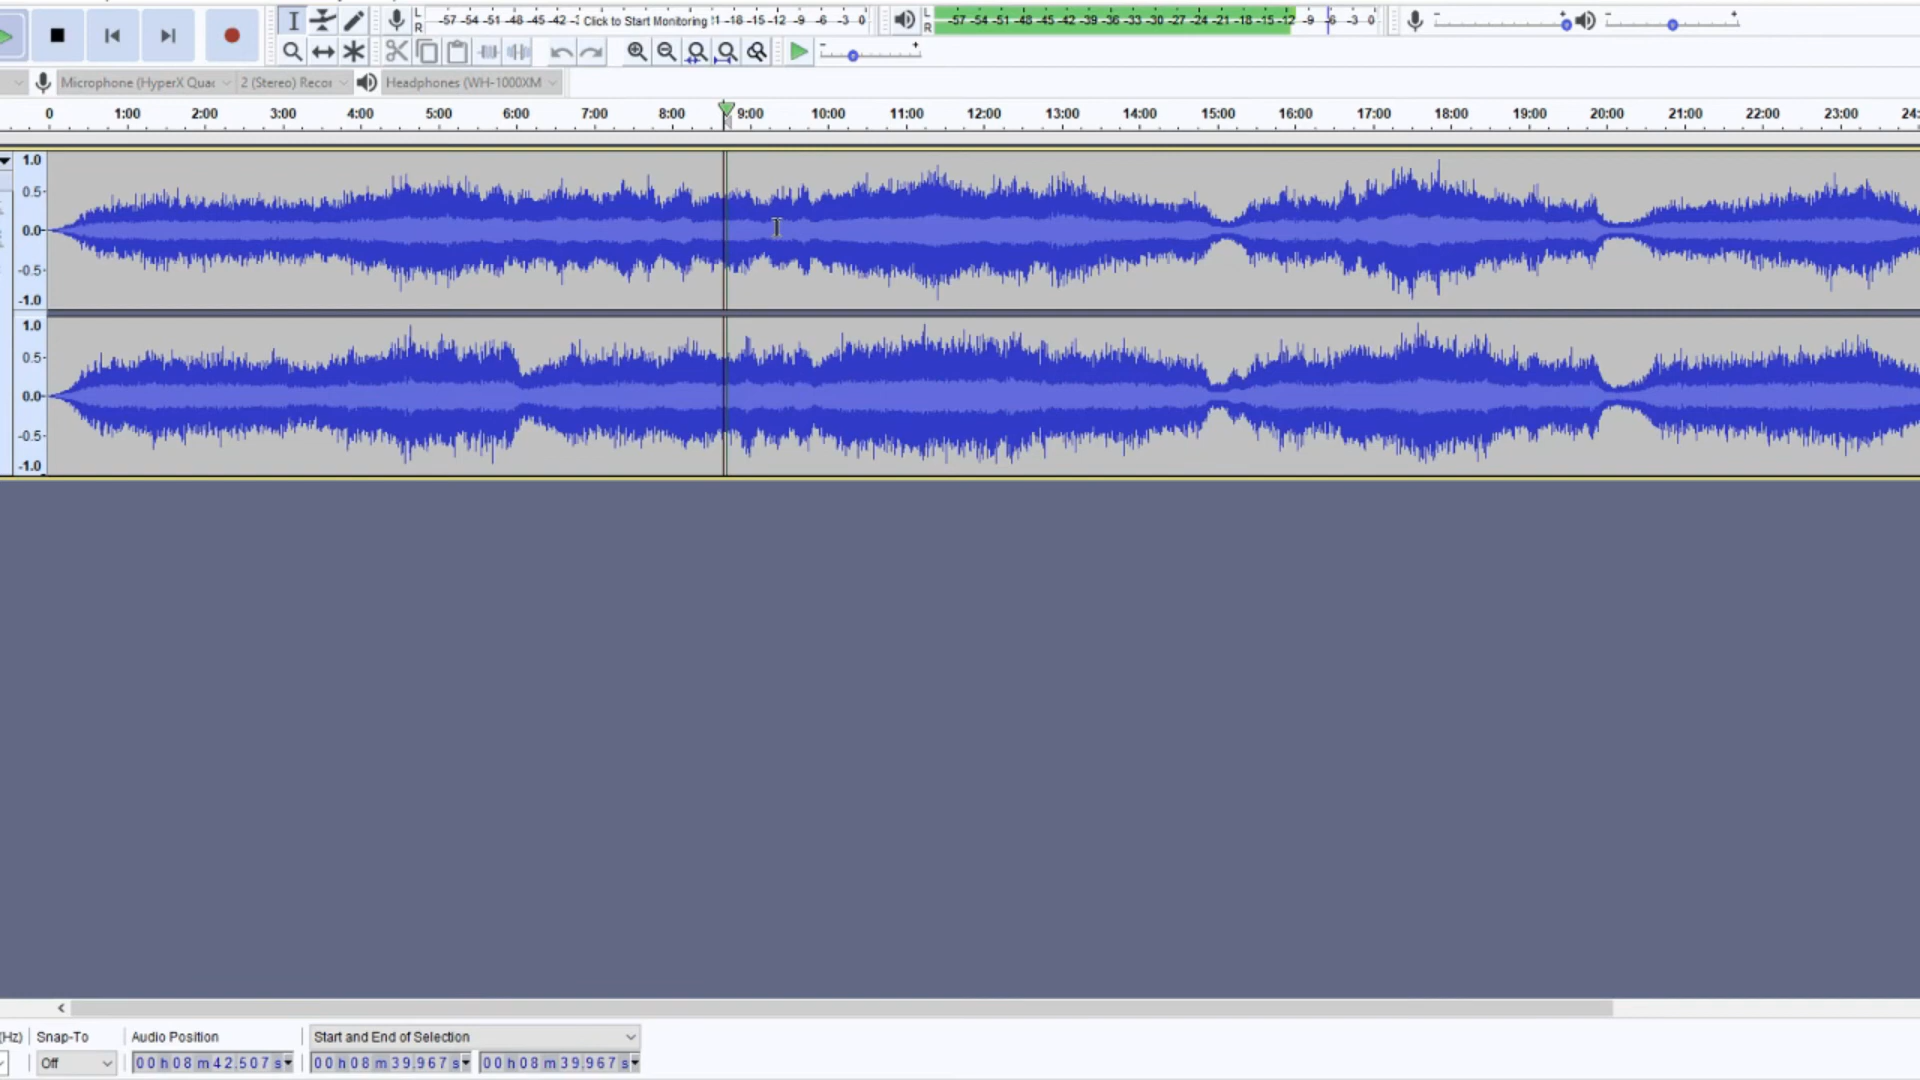 L
R
-57 -54 -51 -48 -45 -42 -3 Click to Start Monitoring !1 -18 -15 -12 -9 -6 -3 0
L
R
-57 -54 -51 -48 -45 -42 -39 -36 -33 -30 -27 -24 -21 -18 -15 -12 -9 -6 -3 0
Microphone (HyperX Quac 2 (Stereo) Recor Headphones (WH-1000XM
0 1:00 2:00 3:00 4:00 5:00 6:00 7:00 8:00 9:00 10:00 11:00 12:00 13:00 14:00 15:00 16:00 17:00 18:00 19:00 20:00 21:00 22:00 23:00 24:
1.0
0.5
0.0
-0.5
-1.0
1.0
0.5
0.0
-0.5
-1.0
(Hz) Snap-To Audio Position Start and End of Selection
Off 00 h 08 m 42.507 s 00 h 08 m 39.967 s 00 h 08 m 39.967 s